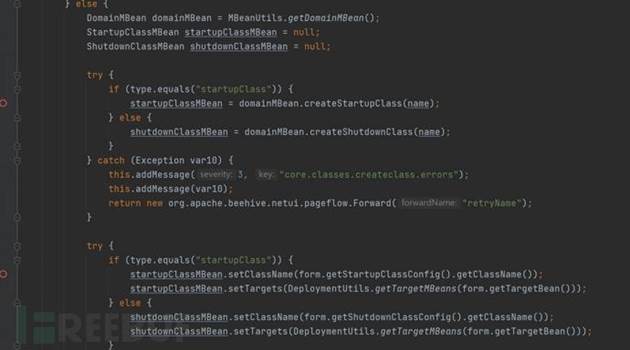 } else {
DomainMBean domainMBean = MBeanUtils.getDomainMBean();
StartupClassMBean startupClassMBean = null;
ShutdownClassMBean shutdownClassMBean = null;
try {
if (type.equals("startupClass")) {
startupClassMBean = domainMBean.createStartupClass(name);
} else {
shutdownClassMBean = domainMBean.createShutdownClass(name);
}
} catch (Exception var10) {
this.addMessage( severity: 3, key: "core.classes.createclass.errors");
this.addMessage(var10);
return new org.apache.beehive.netui.pageflow.Forward( forwardName: "retryName");
}
try {
if (type.equals("startupClass")) {
startupClassMBean.setClassName(form.getStartupClassConfig().getClassName());
startupClassMBean.setTargets(DeploymentUtils.getTargetMBeans(form.getTargetBean()));
} else {
shutdownClassMBean.setClassName(form.getShutdownClassConfig().getClassName());
shutdownClassMBean.setTargets(DeploymentUtils.getTargetMBeans(form.getTargetBean()));
}
FREEBUF